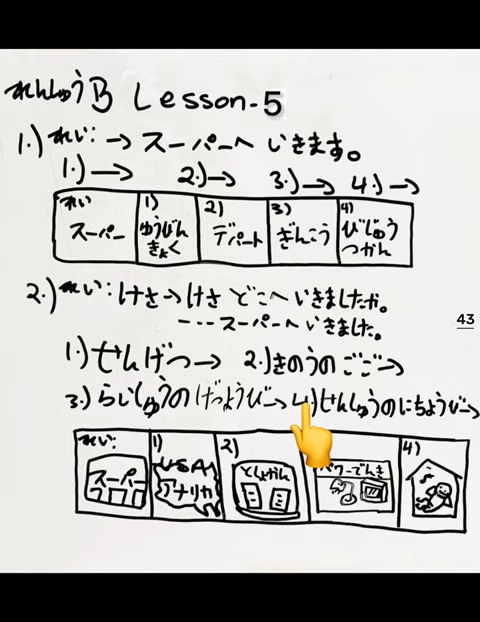 れんしゅうB Lesson-5
1.) れい: → スーパーへ いきます。
1.) → 2.) → 3.) → 4.) →
れい 1) 2) 3) 4)
スーパー ゆうびんきょく デパート ぎんこう びじゅつかん
2.) れい: けさ → けさ どこへ いきましたか。
---スーパーへ いきました。
43
1.) せんげつ → 2.) きのうのごご →
3.) らいしゅうの げつようび → 4) せんしゅうのにちようび →
れい: 1) 2) 4)
スーパー USA アメリカ としょかん パワーでんき